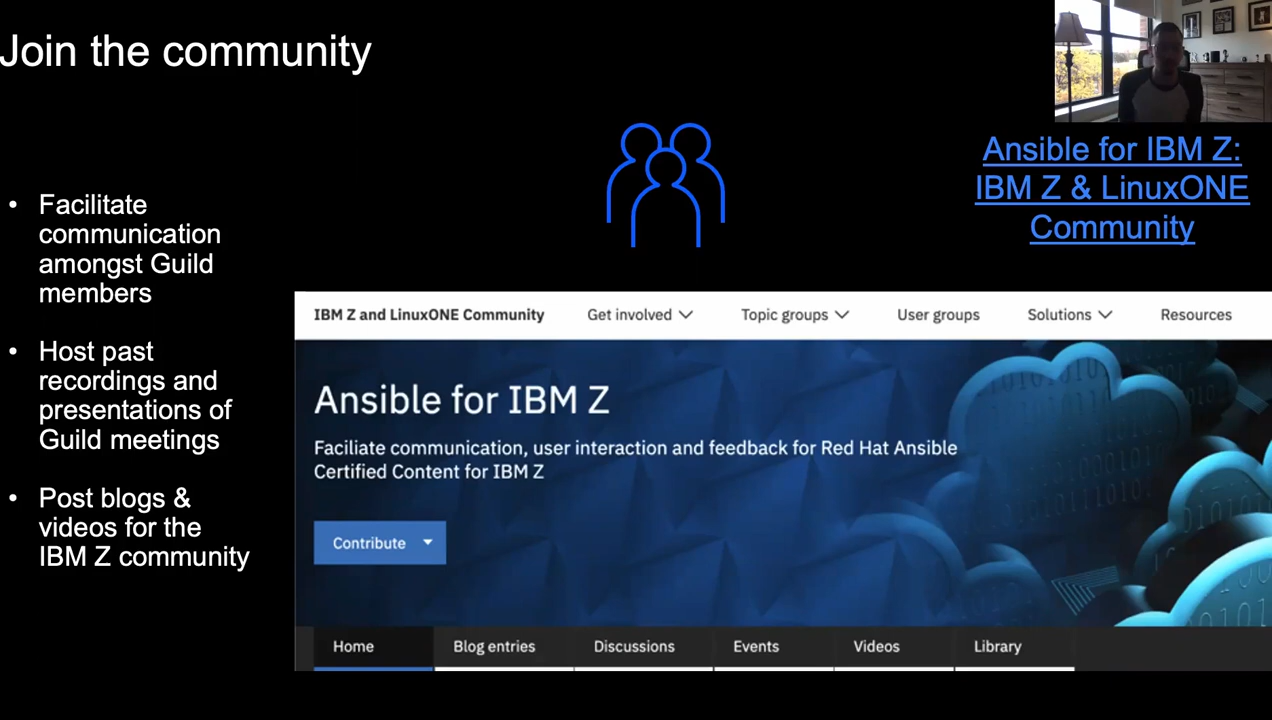 Join the community
Ansible for IBM Z:
IBM Z & LinuxONE
Community
• Facilitate
communication
amongst Guild
members
• Host past
recordings and
presentations of
Guild meetings
• Post blogs &
videos for the
IBM Z community
IBM Z and LinuxONE Community Get involved Topic groups User groups Solutions Resources
Ansible for IBM Z
Faciliate communication, user interaction and feedback for Red Hat Ansible
Certified Content for IBM Z
Contribute
Home Blog entries Discussions Events Videos Library